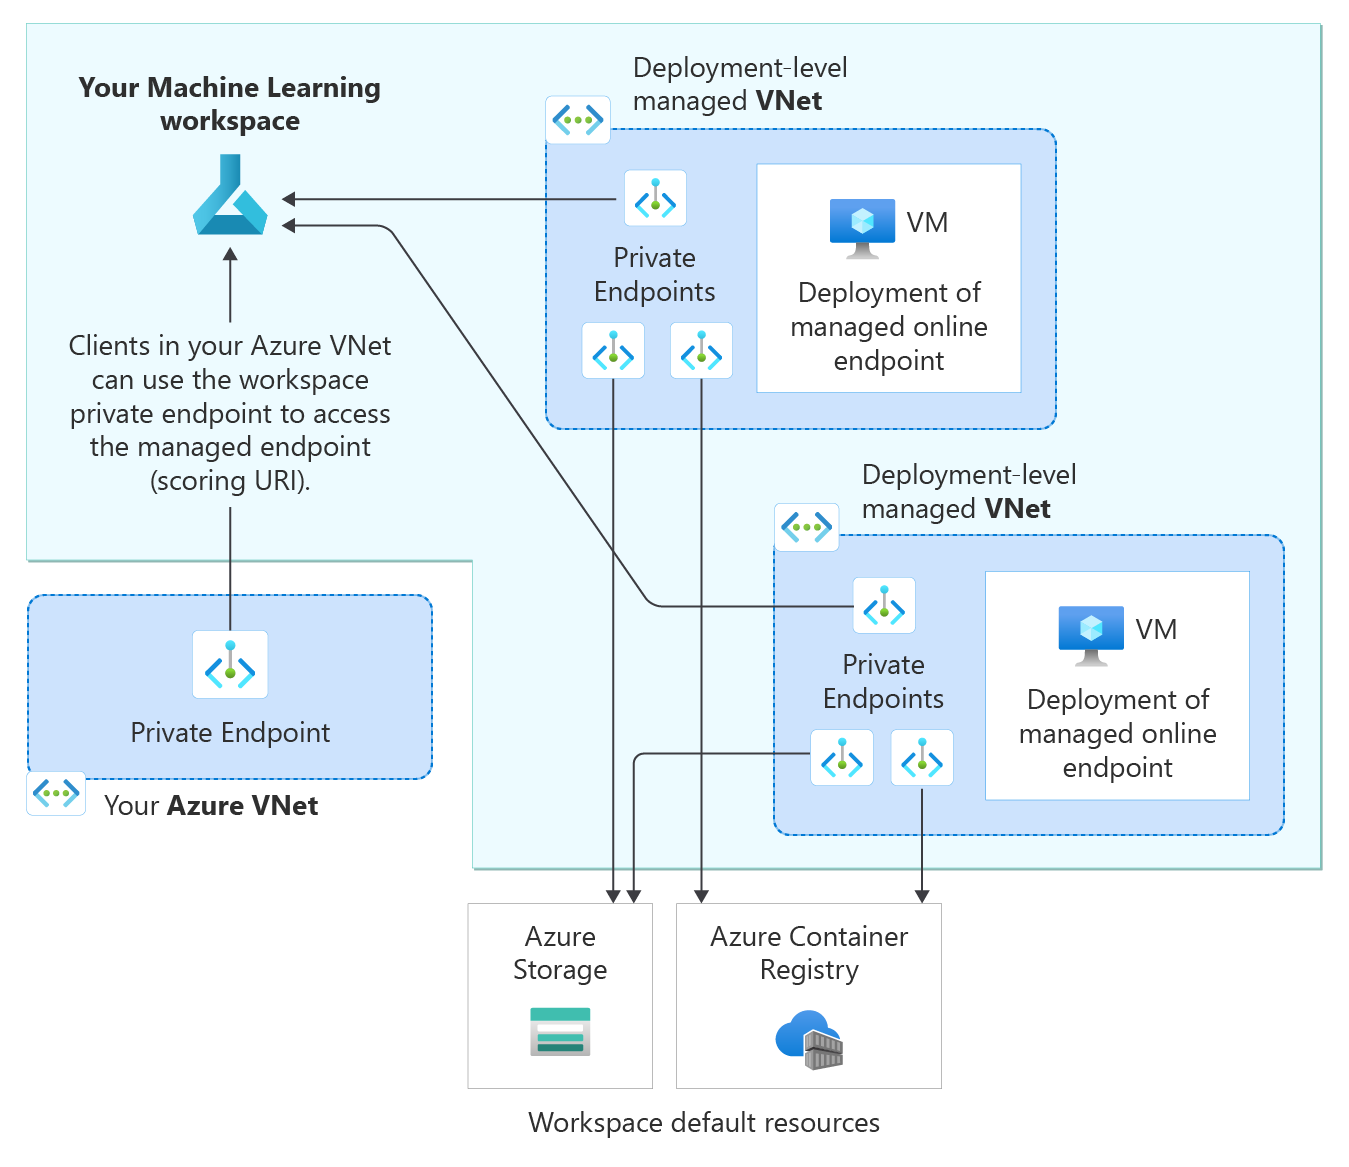 Your Machine Learning
workspace
Deployment-level
managed VNet
Private
Endpoints
VM
Deployment of
managed online
endpoint
Clients in your Azure VNet
can use the workspace
private endpoint to access
the managed endpoint
(scoring URI).
Deployment-level
managed VNet
Private
Endpoints
VM
Deployment of
managed online
endpoint
Private Endpoint
Your Azure VNet
Azure
Storage
Azure Container
Registry
Workspace default resources